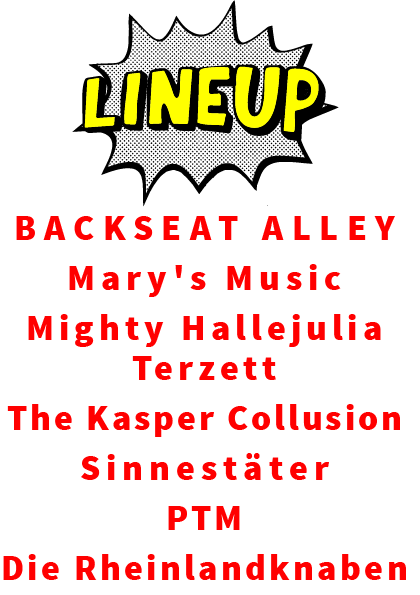 LINEUP
BACKSEAT ALLEY
Mary's Music
Mighty Hallejulia
Terzett
The Kasper Collusion
Sinnestäter
PTM
Die Rheinlandknaben